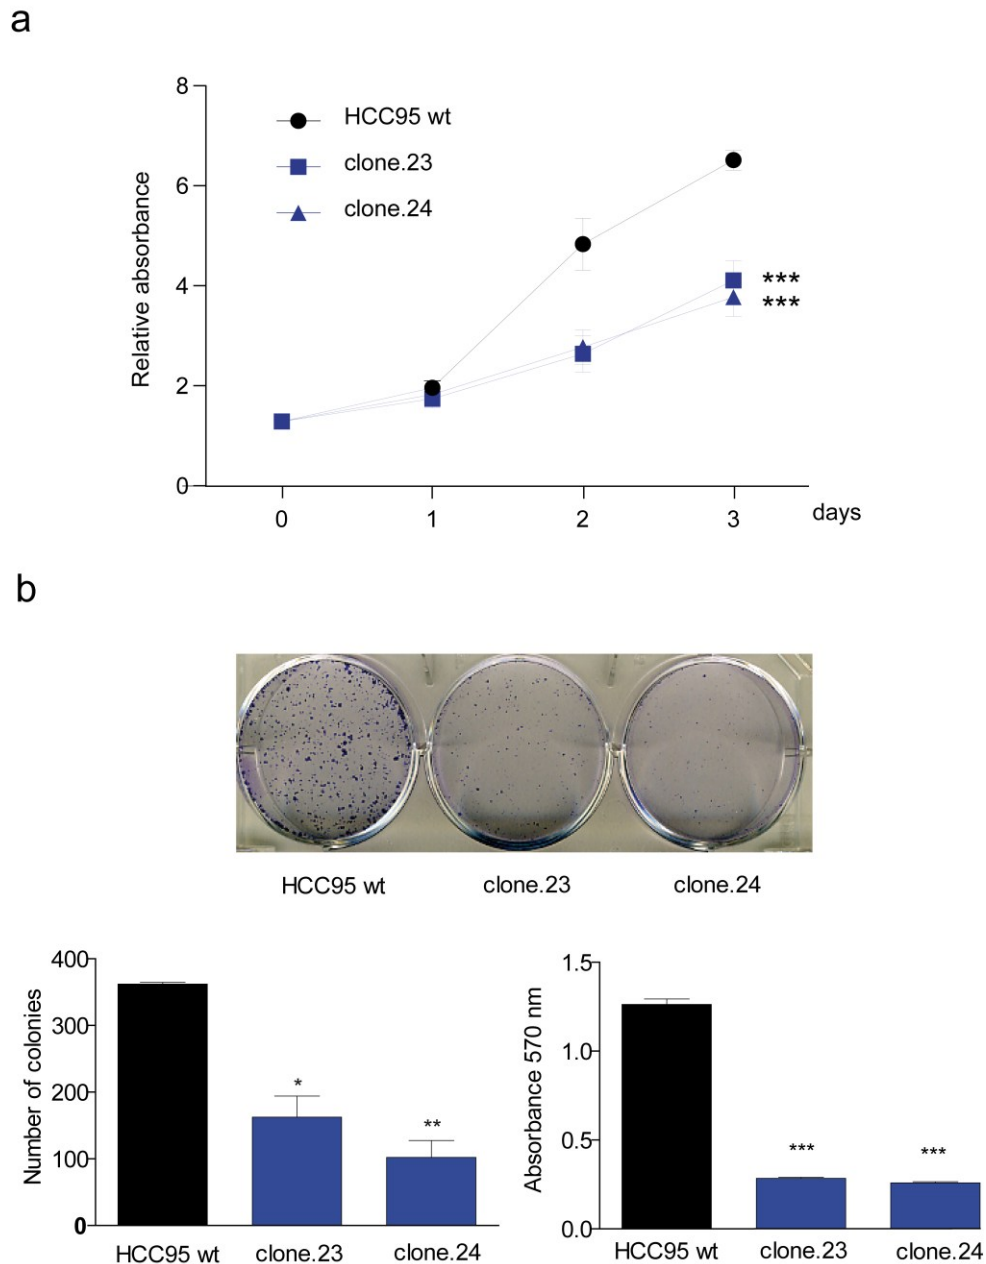 a
8
6
4
2
0
Relative absorbance
HCC95 wt
clone.23
clone.24
***
***
0 1 2 3 days
b
HCC95 wt clone.23 clone.24
400
300
200
100
0
Number of colonies
*
**
HCC95 wt clone.23 clone.24
1.5
1.0
0.5
0.0
Absorbance 570 nm
*** ***
HCC95 wt clone.23 clone.24